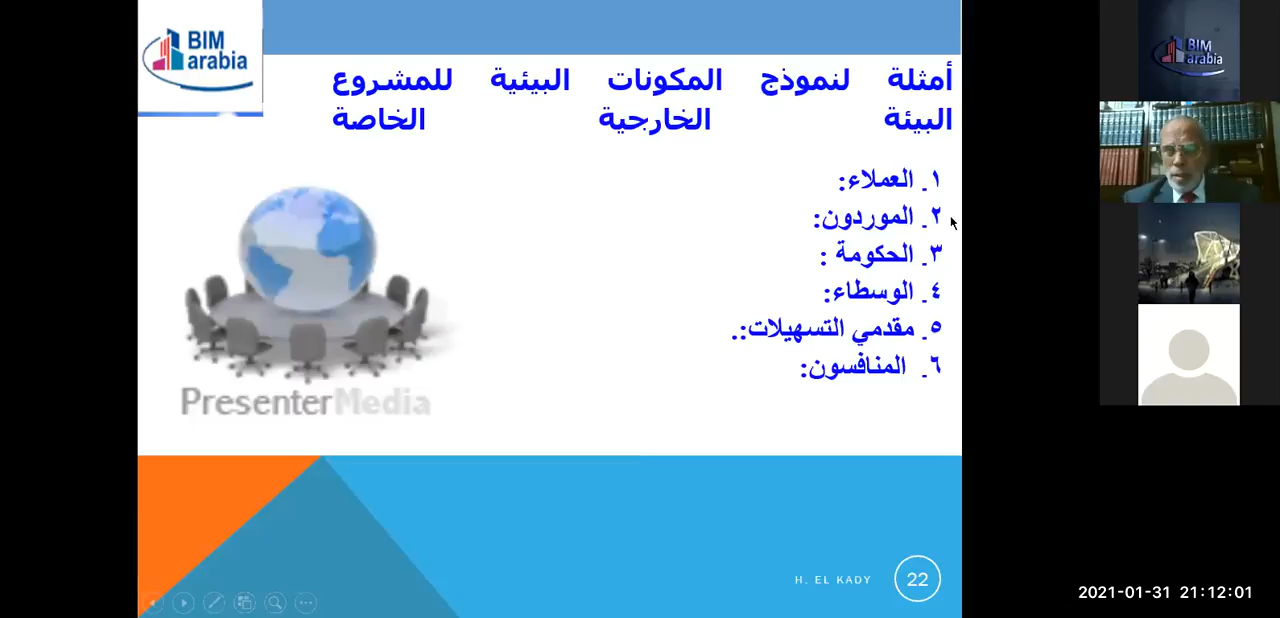 BIM
arabia
أمثلة لنموذج المكونات البيئية للمشروع
البيئة الخارجية الخاصة
١. العملاء:
٢. الموردون:
٣. الحكومة :
٤. الوسطاء:
٥. مقدمي التسهيلات:.
٦. المنافسون:
PresenterMedia
H. EL KADY
22
BIM
arabia
2021-01-31 21:12:01